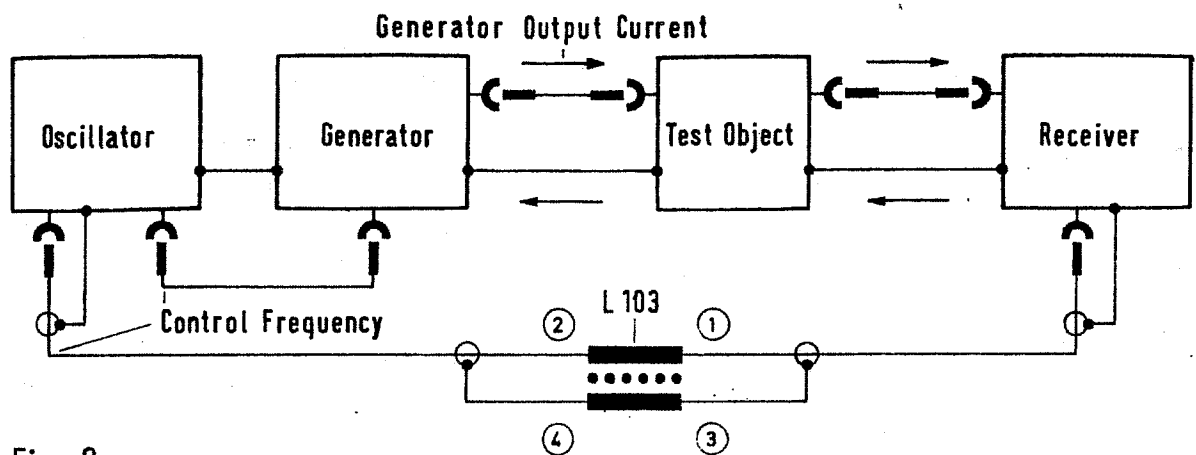 Generator Output Current
Oscillator
Generator
Test Object
Receiver
Control Frequency
L 103
2
1
4
3